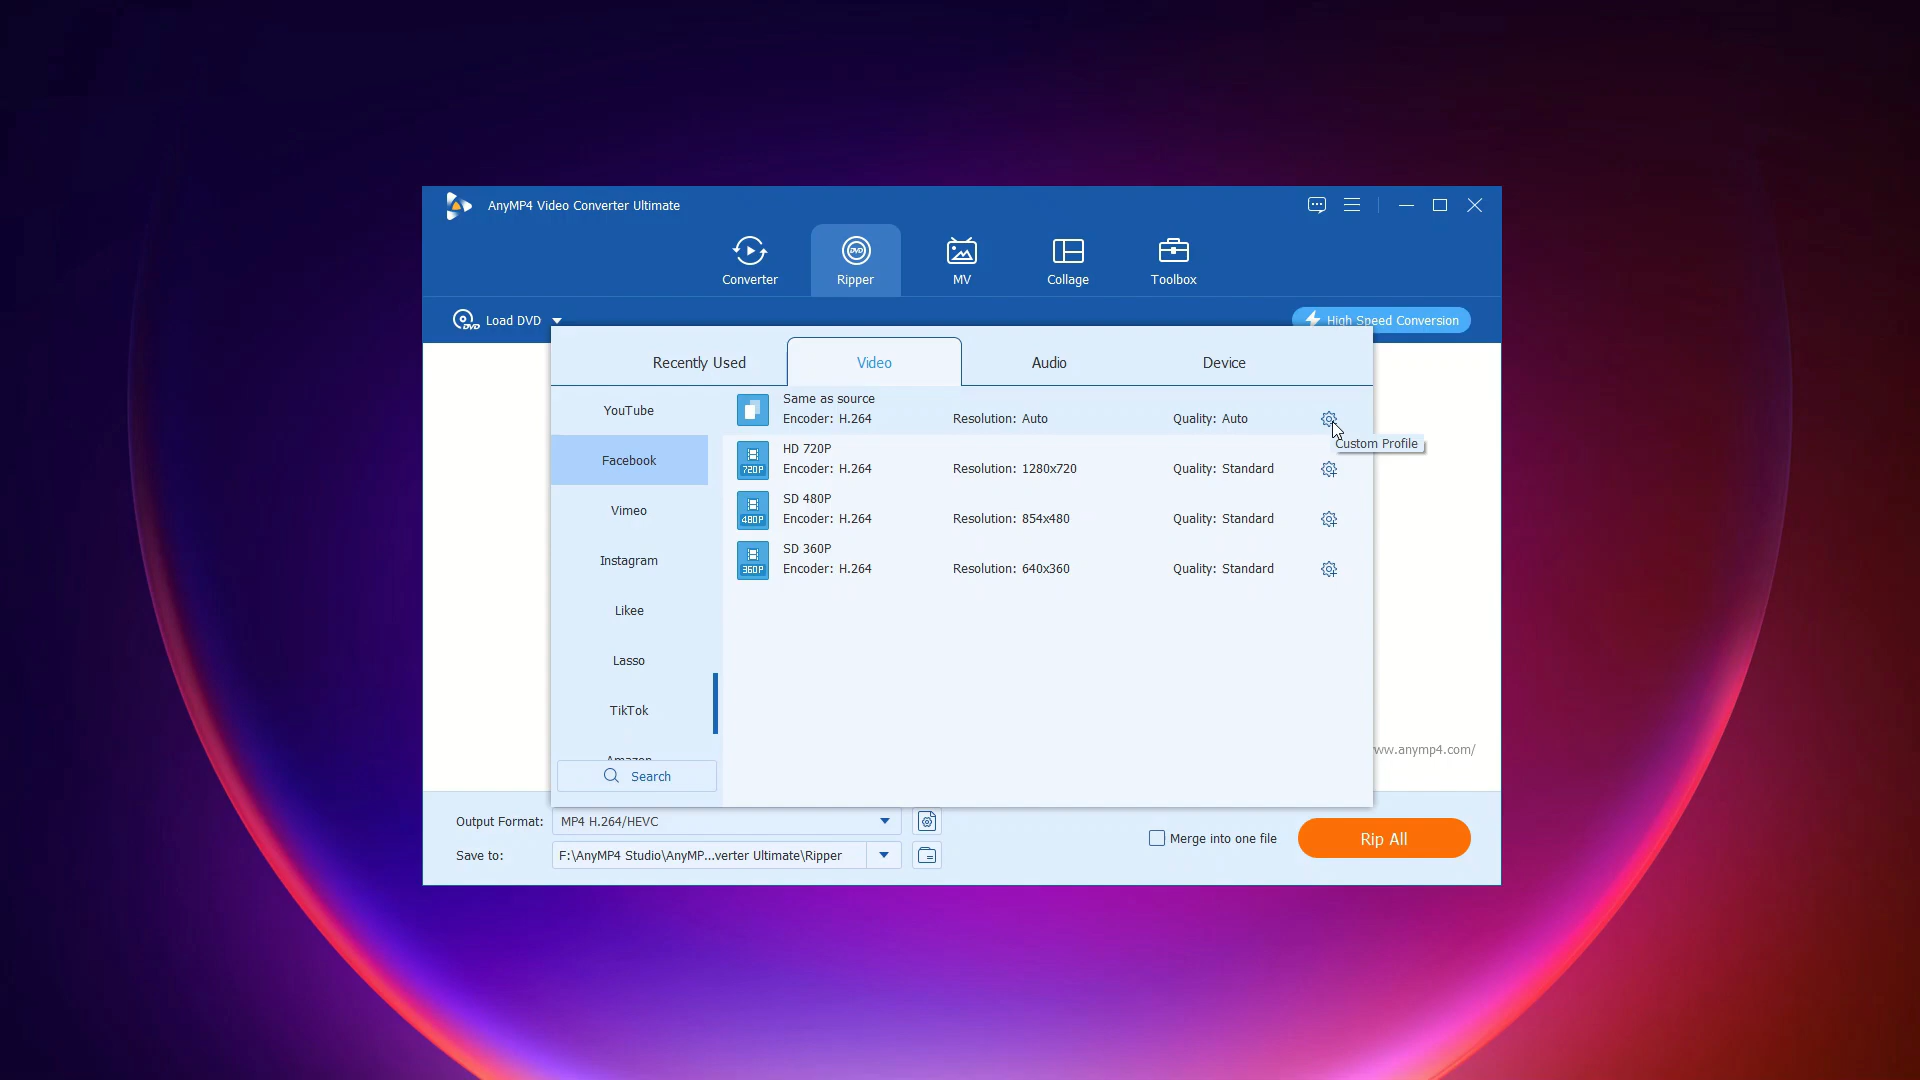 AnyMP4 Video Converter Ultimate
Converter
Ripper
MV
Collage
Toolbox
Load DVD
High Speed Conversion
Recently Used
Video
Audio
Device
YouTube
Facebook
Vimeo
Instagram
Likee
Lasso
TikTok
Amazon
Search
Same as source
Encoder: H.264 Resolution: Auto Quality: Auto
Custom Profile
720P
HD 720P
Encoder: H.264 Resolution: 1280x720 Quality: Standard
480P
SD 480P
Encoder: H.264 Resolution: 854x480 Quality: Standard
360P
SD 360P
Encoder: H.264 Resolution: 640x360 Quality: Standard
ww.anymp4.com/
Output Format: MP4 H.264/HEVC
Save to: F:\AnyMP4 Studio\AnyMP...verter Ultimate\Ripper
Merge into one file
Rip All